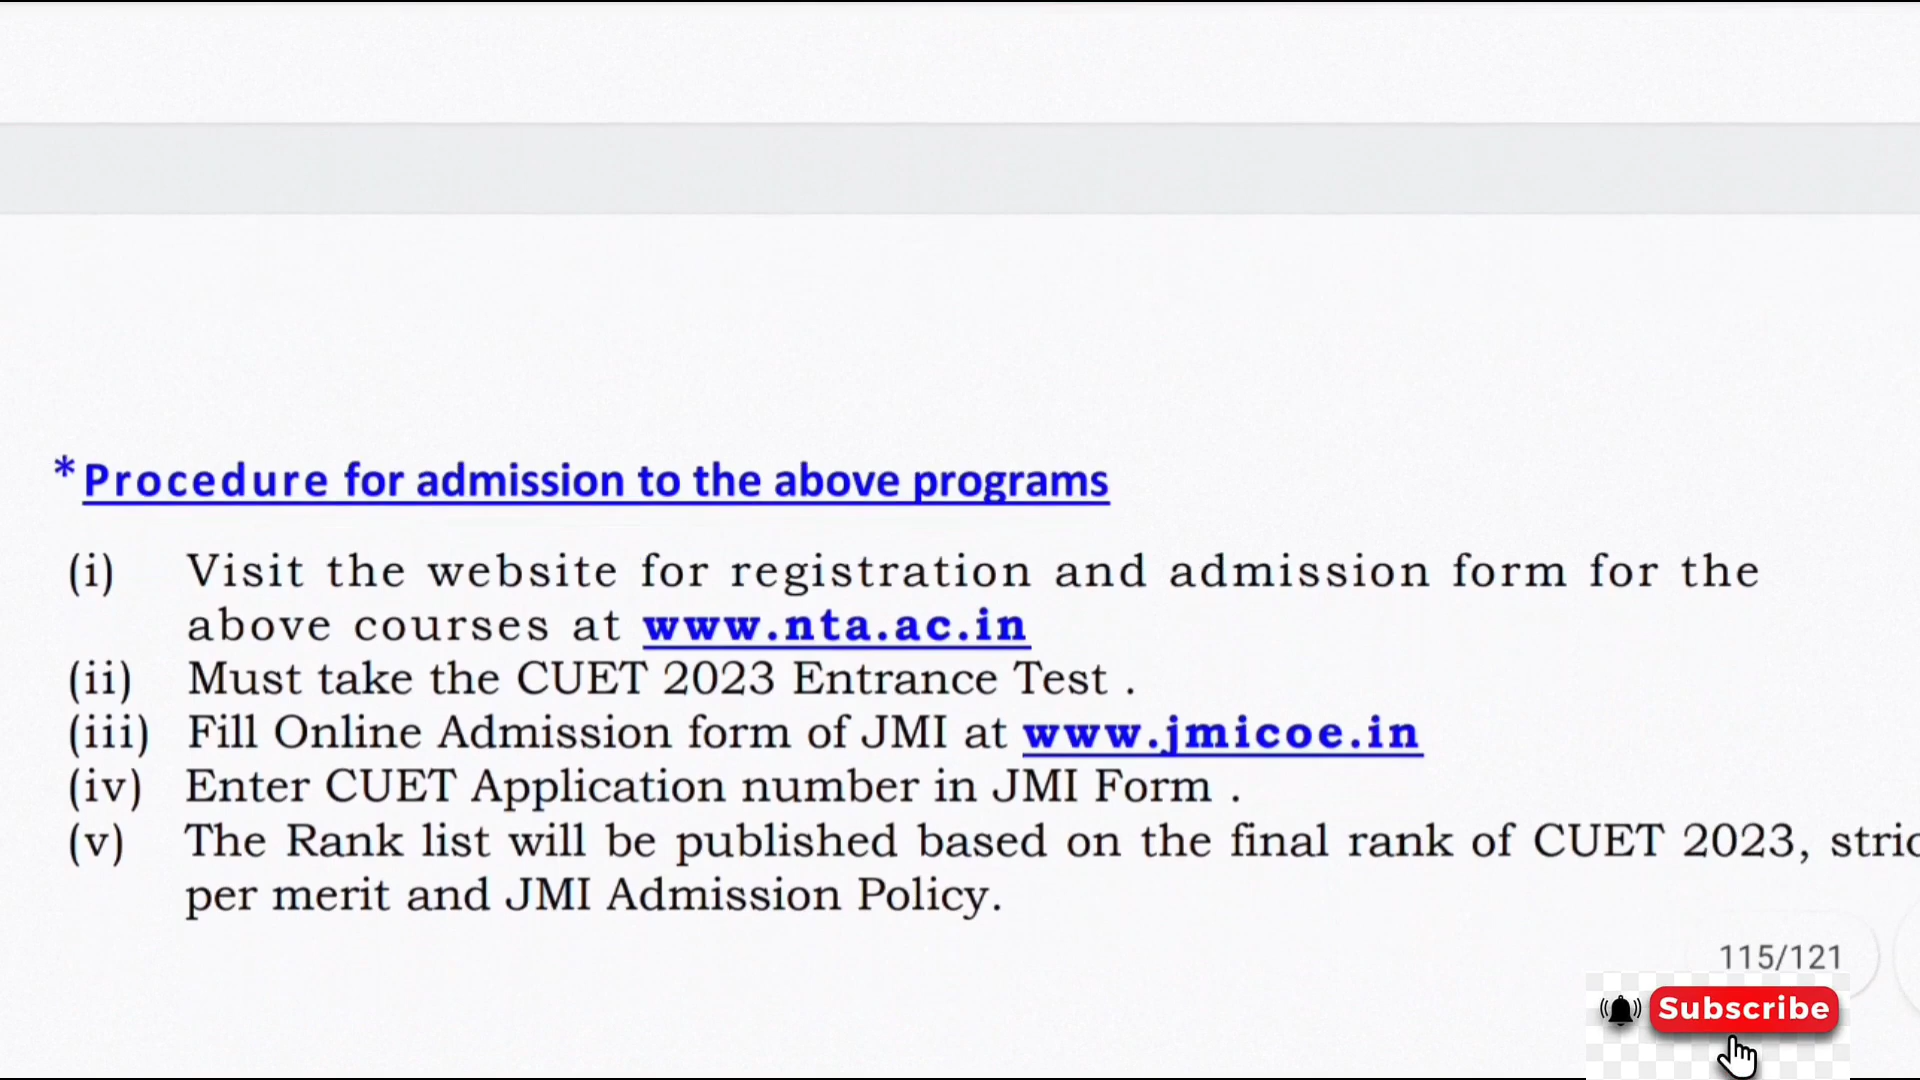 *Procedure for admission to the above programs
(i) Visit the website for registration and admission form for the
above courses at www.nta.ac.in
(ii) Must take the CUET 2023 Entrance Test .
(iii) Fill Online Admission form of JMI at www.jmicoe.in
(iv) Enter CUET Application number in JMI Form .
(v) The Rank list will be published based on the final rank of CUET 2023,
per merit and JMI Admission Policy.
115/121
Subscribe